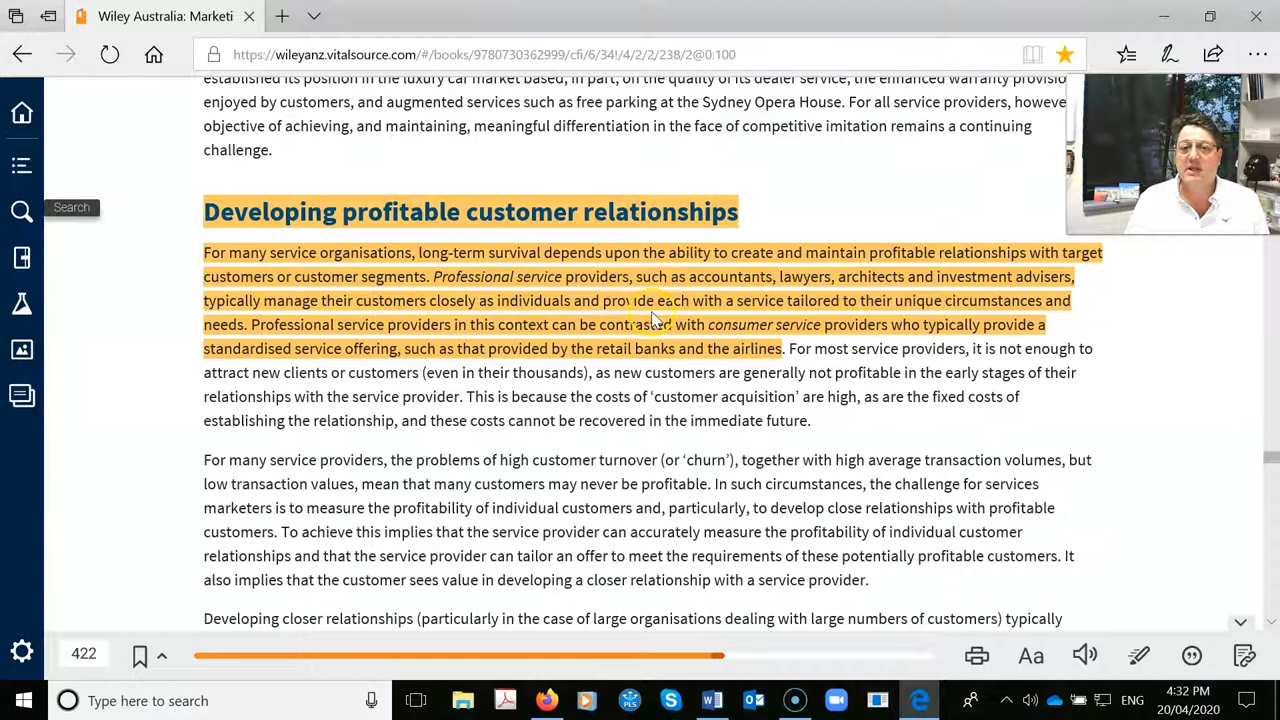 Wiley Australia: Marketi
https://wileyanz.vitalsource.com/#/books/9780730362999/cfi/6/34!/4/2/2/238/2@0:100
established its position in the luxury car market based, in part, on the quality of its dealer service, the enhanced warranty provisio
enjoyed by customers, and augmented services such as free parking at the Sydney Opera House. For all service providers, howeve
objective of achieving, and maintaining, meaningful differentiation in the face of competitive imitation remains a continuing
challenge.
Search
Developing profitable customer relationships
For many service organisations, long-term survival depends upon the ability to create and maintain profitable relationships with target
customers or customer segments. Professional service providers, such as accountants, lawyers, architects and investment advisers,
typically manage their customers closely as individuals and provide each with a service tailored to their unique circumstances and
needs. Professional service providers in this context can be contrasted with consumer service providers who typically provide a
standardised service offering, such as that provided by the retail banks and the airlines. For most service providers, it is not enough to
attract new clients or customers (even in their thousands), as new customers are generally not profitable in the early stages of their
relationships with the service provider. This is because the costs of ‘customer acquisition’ are high, as are the fixed costs of
establishing the relationship, and these costs cannot be recovered in the immediate future.
For many service providers, the problems of high customer turnover (or ‘churn’), together with high average transaction volumes, but
low transaction values, mean that many customers may never be profitable. In such circumstances, the challenge for services
marketers is to measure the profitability of individual customers and, particularly, to develop close relationships with profitable
customers. To achieve this implies that the service provider can accurately measure the profitability of individual customer
relationships and that the service provider can tailor an offer to meet the requirements of these potentially profitable customers. It
also implies that the customer sees value in developing a closer relationship with a service provider.
Developing closer relationships (particularly in the case of large organisations dealing with large numbers of customers) typically
422
Aa
Type here to search
PLS
ENG
4:32 PM
20/04/2020